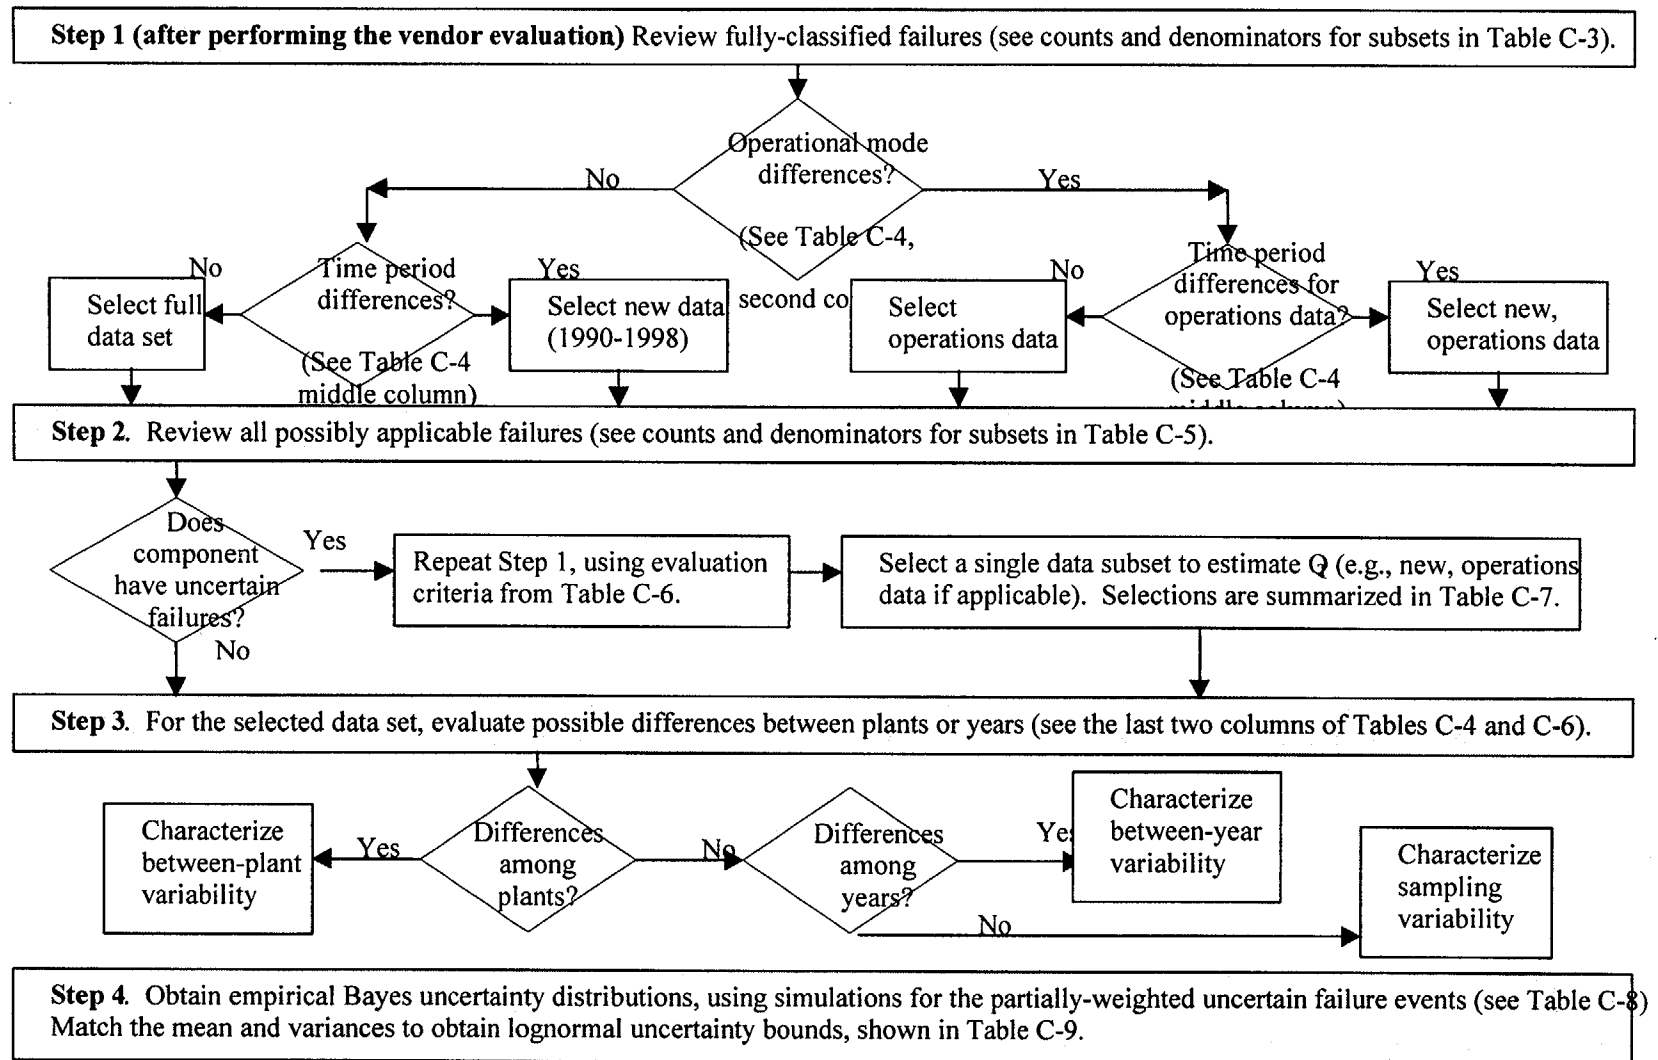 Step 1 (after performing the vendor evaluation) Review fully-classified failures (see counts and denominators for subsets in Table C-3).
Operational mode
differences?
No
Yes
(See Table C-4,
second co
No
Time period
differences?
Yes
(See Table C-4
middle column)
Select full
data set
Select new data
(1990-1998)
No
Time period
differences for
operations data?
Yes
(See Table C-4
Select
operations data
Select new,
operations data
Step 2. Review all possibly applicable failures (see counts and denominators for subsets in Table C-5).
Does
component
have uncertain
failures?
Yes
No
Repeat Step 1, using evaluation
criteria from Table C-6.
Select a single data subset to estimate Q (e.g., new, operations
data if applicable). Selections are summarized in Table C-7.
Step 3. For the selected data set, evaluate possible differences between plants or years (see the last two columns of Tables C-4 and C-6).
Characterize
between-plant
variability
Yes
Differences
among
plants?
No
Differences
among
years?
Yes
Characterize
between-year
variability
No
Characterize
sampling
variability
Step 4. Obtain empirical Bayes uncertainty distributions, using simulations for the partially-weighted uncertain failure events (see Table C-8)
Match the mean and variances to obtain lognormal uncertainty bounds, shown in Table C-9.